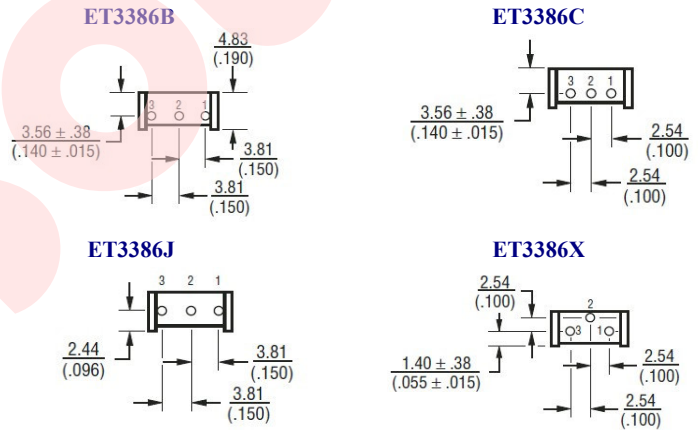 ET3386B
4.83
(.190)
3 2 1
3.56 ± .38
(.140 ± .015)
3.81
(.150)
3.81
(.150)
ET3386C
3 2 1
3.56 ± .38
(.140 ± .015)
2.54
(.100)
2.54
(.100)
ET3386J
3 2 1
2.44
(.096)
3.81
(.150)
3.81
(.150)
ET3386X
2.54
(.100)
2
3 1
1.40 ± .38
(.055 ± .015)
2.54
(.100)
2.54
(.100)